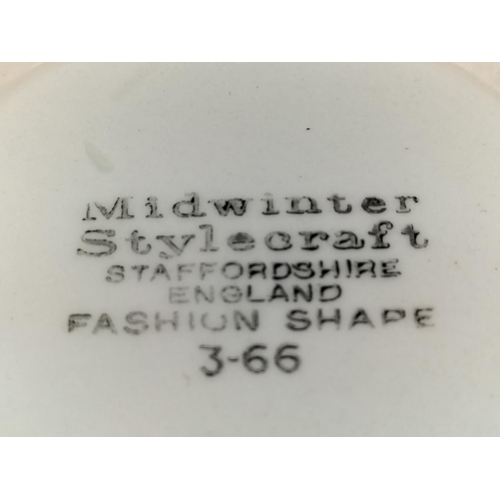 Midwinter
Stylecraft
STAFFORDSHIRE
ENGLAND
FASHION SHAPE
3-66